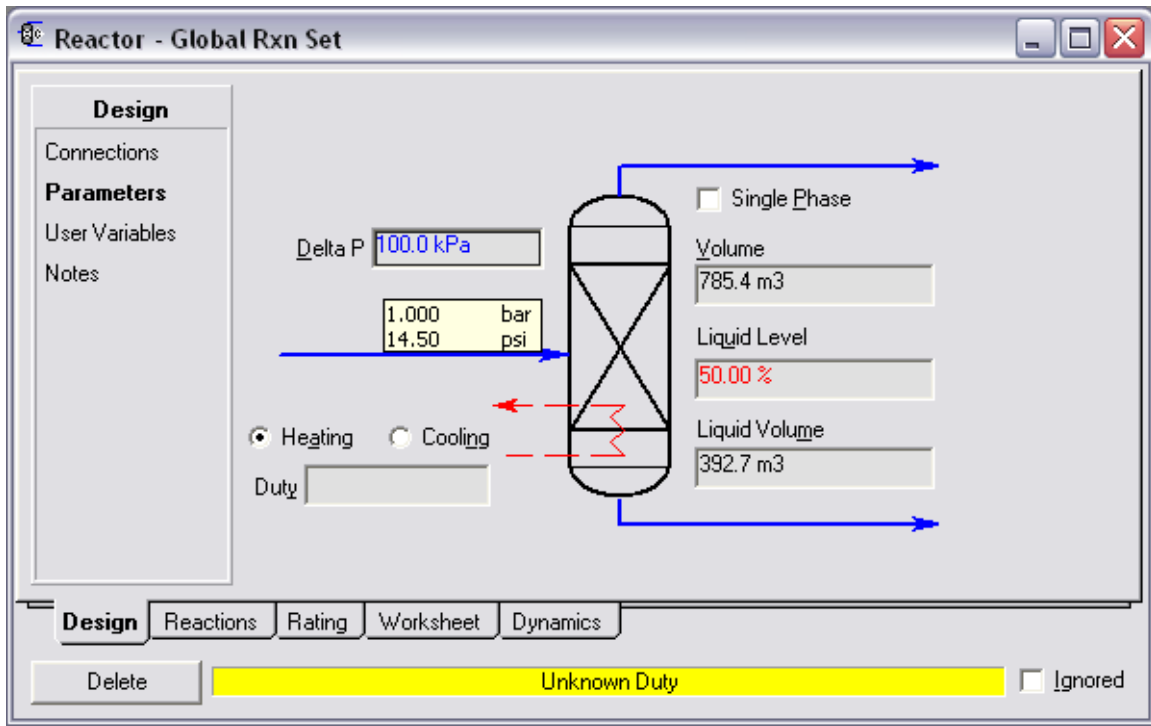 Reactor - Global Rxn Set
Design
Connections
Parameters
User Variables
Notes
Delta P 100.0 kPa
1.000 bar
14.50 psi
Heating Cooling
Duty
Single Phase
Volume
785.4 m3
Liquid Level
50.00 %
Liquid Volume
392.7 m3
Design Reactions Rating Worksheet Dynamics
Delete Unknown Duty Ignored